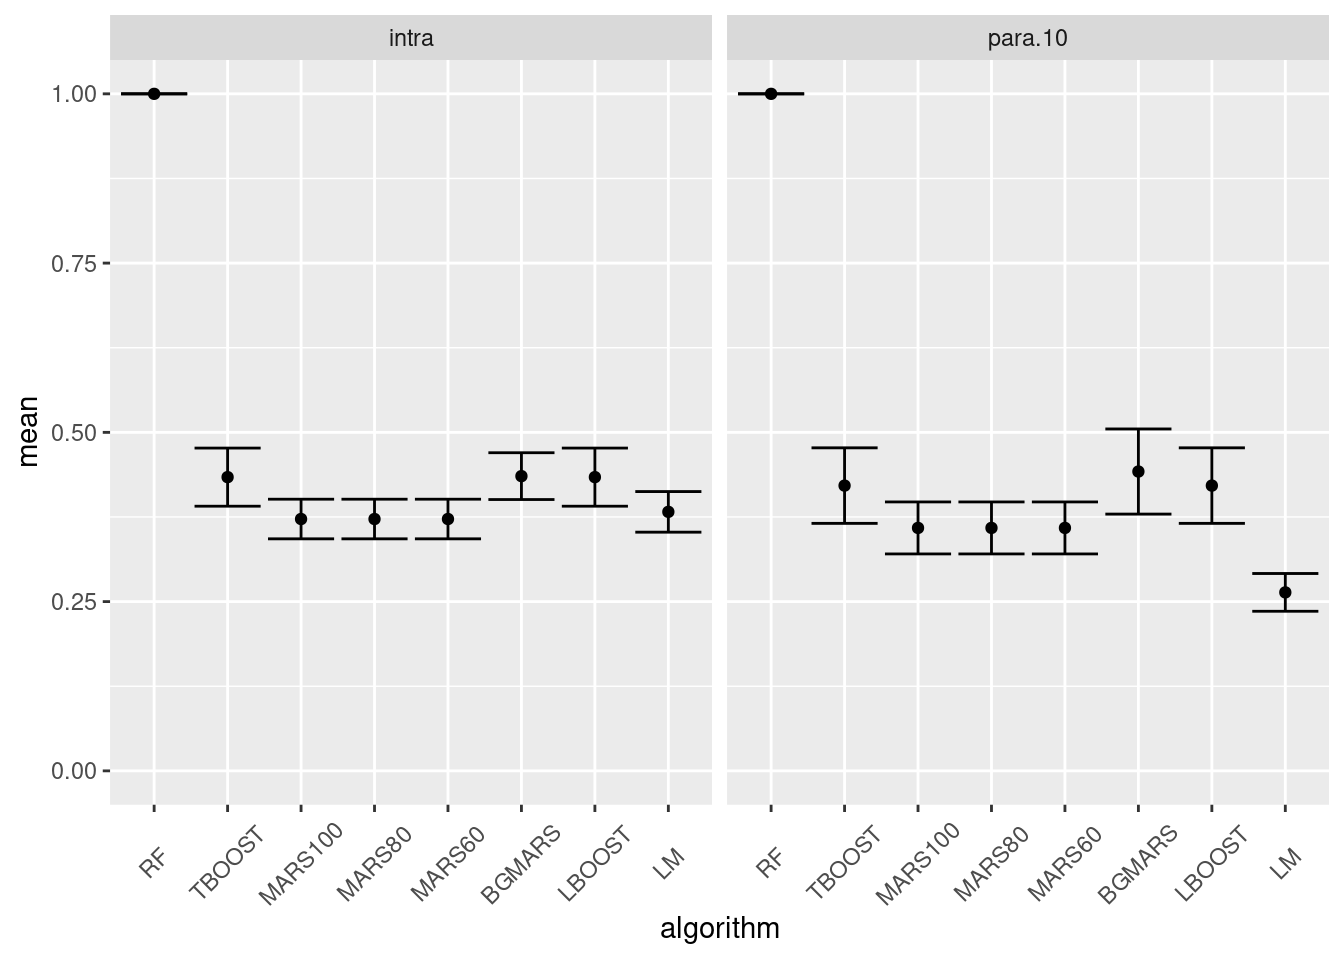 intra
para.10
mean
1.00
0.75
0.50
0.25
0.00
RF TBOOST MARS100 MARS80 MARS60 BGMARS LBOOST LM
RF TBOOST MARS100 MARS80 MARS60 BGMARS LBOOST LM
algorithm